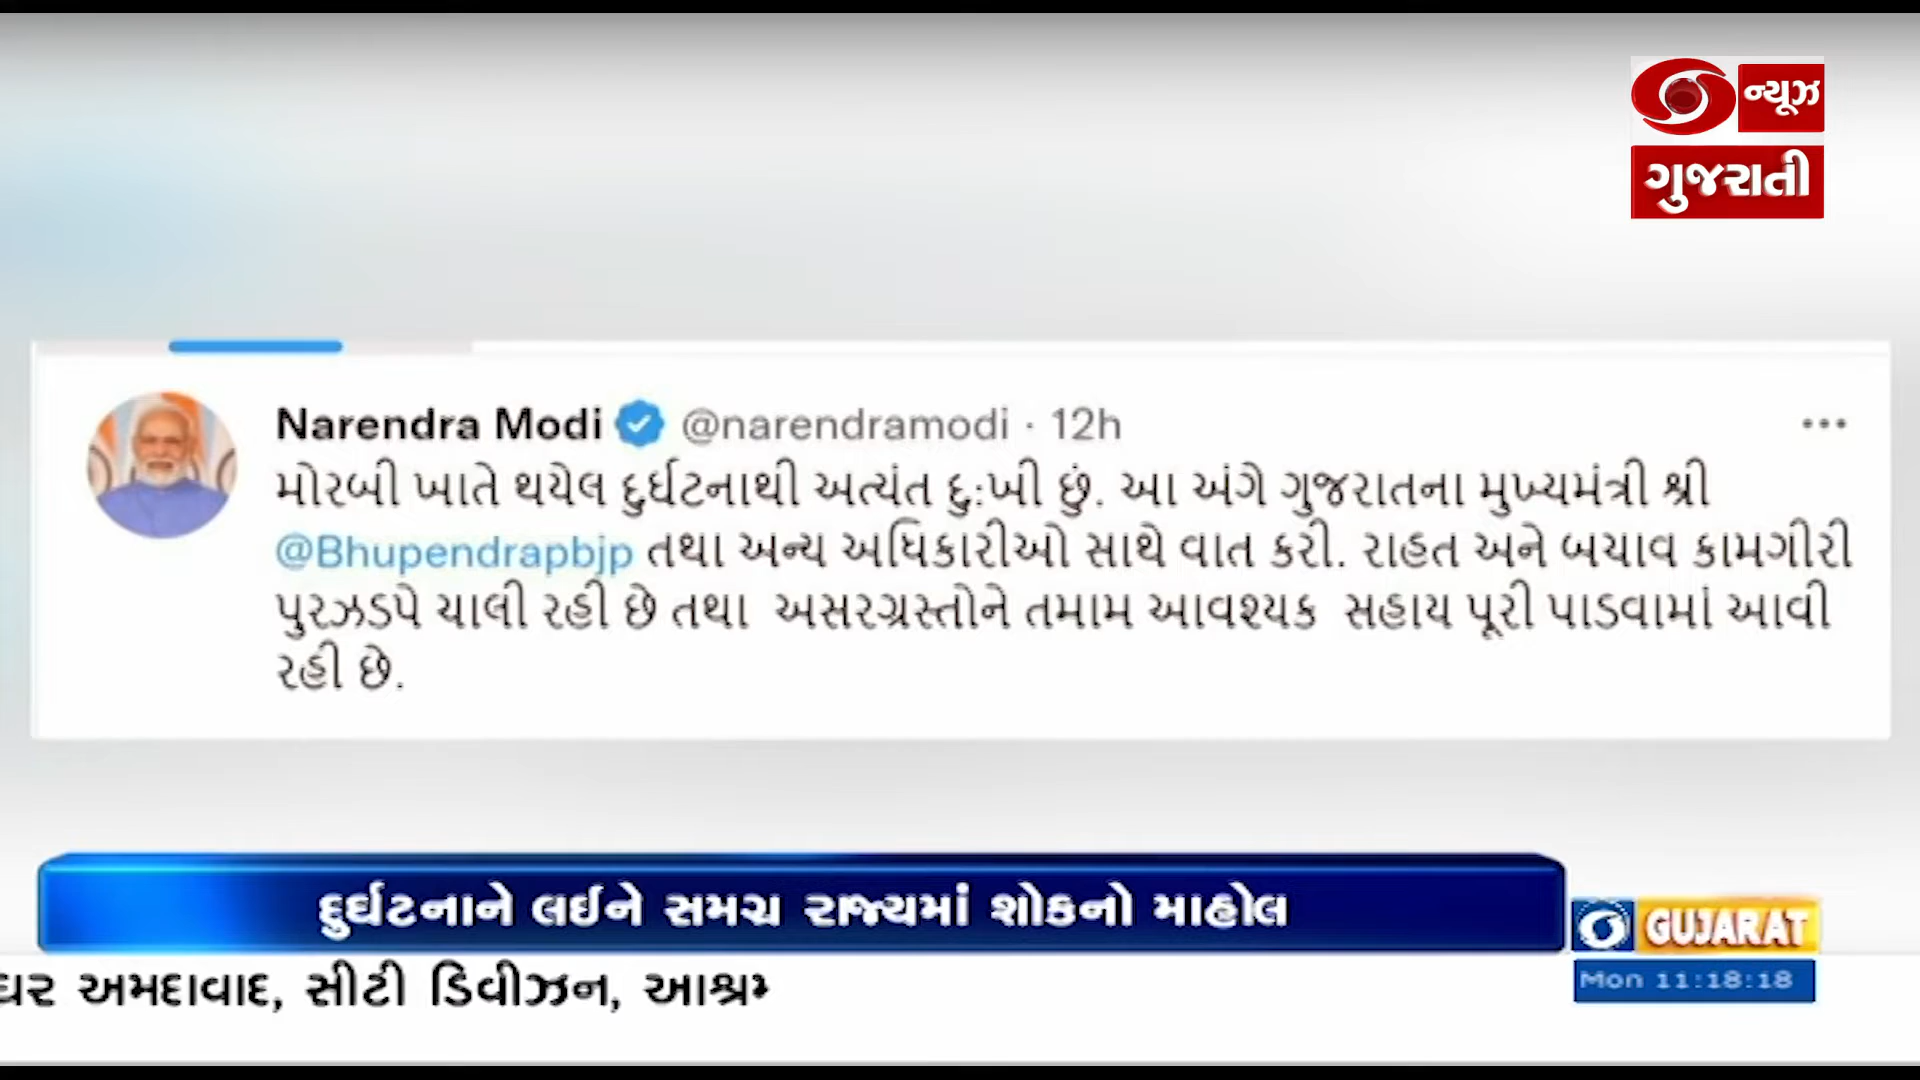 ન્યૂઝ
ગુજરાતી
Narendra Modi @narendramodi · 12h
મોરબી ખાતે થયેલ દુર્ઘટનાથી અત્યંત દુ:ખી છું. આ અંગે ગુજરાતના મુખ્યમંત્રી શ્રી
@Bhupendrapbjp તથા અન્ય અધિકારીઓ સાથે વાત કરી. રાહત અને બચાવ કામગીરી
પુરઝડપે ચાલી રહી છે તથા અસરગ્રસ્તોને તમામ આવશ્યક સહાય પૂરી પાડવામાં આવી
રહી છે.
દુર્ઘટનાને લઈને સમગ્ર રાજ્યમાં શોકનો માહોલ
GUJARAT
Mon 11:18:18
અમદાવાદ, સીટી ડિવીઝન,